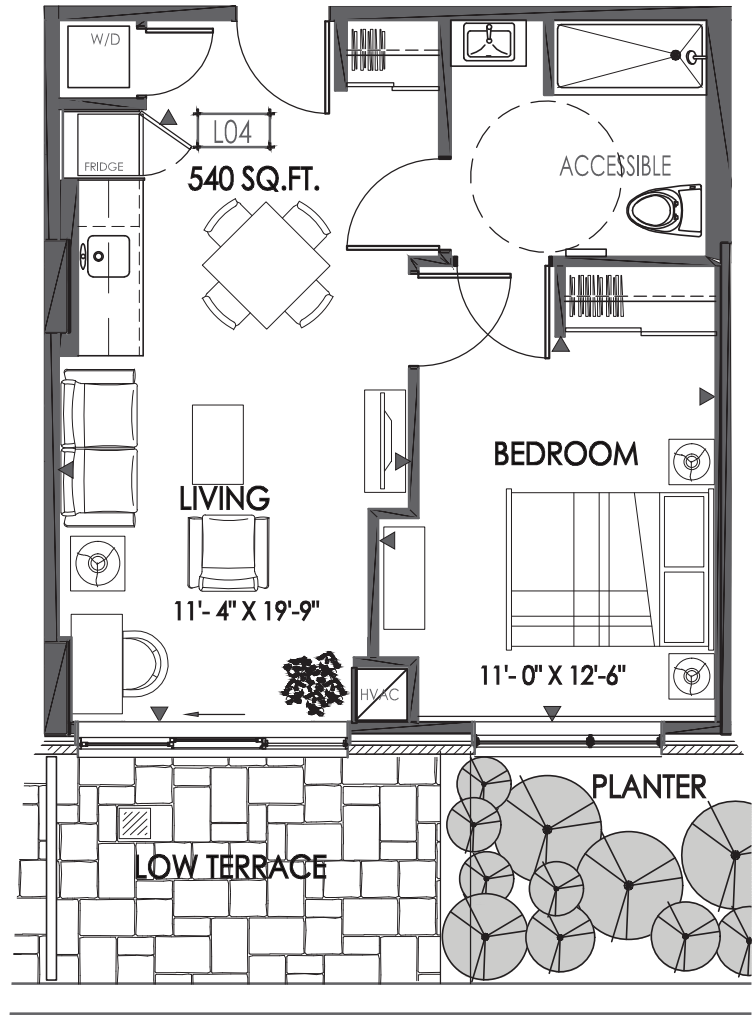 W/D
L04
540 SQ.FT.
FRIDGE
ACCESSIBLE
BEDROOM
LIVING
11'- 4" X 19'-9"
11'- 0" X 12'-6"
HVAC
PLANTER
LOW TERRACE